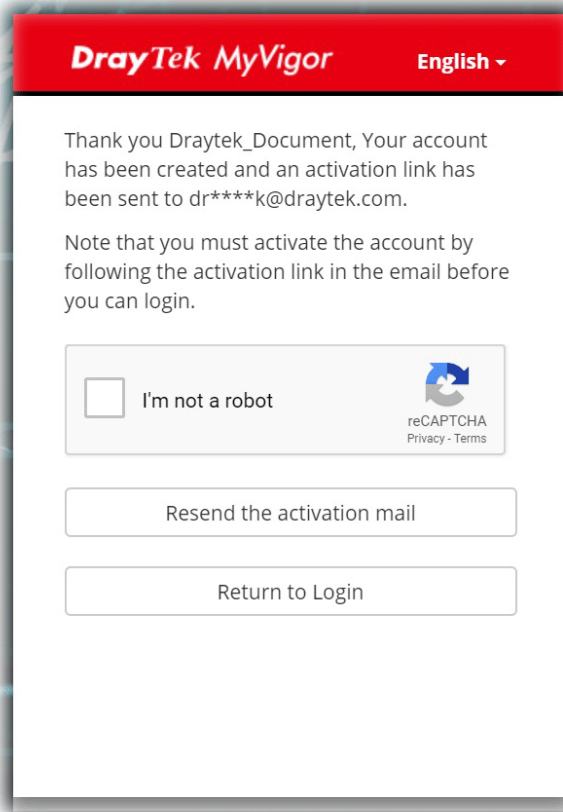 DrayTek MyVigor English
Thank you Draytek_Document, Your account
has been created and an activation link has
been sent to dr****k@draytek.com.
Note that you must activate the account by
following the activation link in the email before
you can login.
I'm not a robot
reCAPTCHA
Privacy - Terms
Resend the activation mail
Return to Login